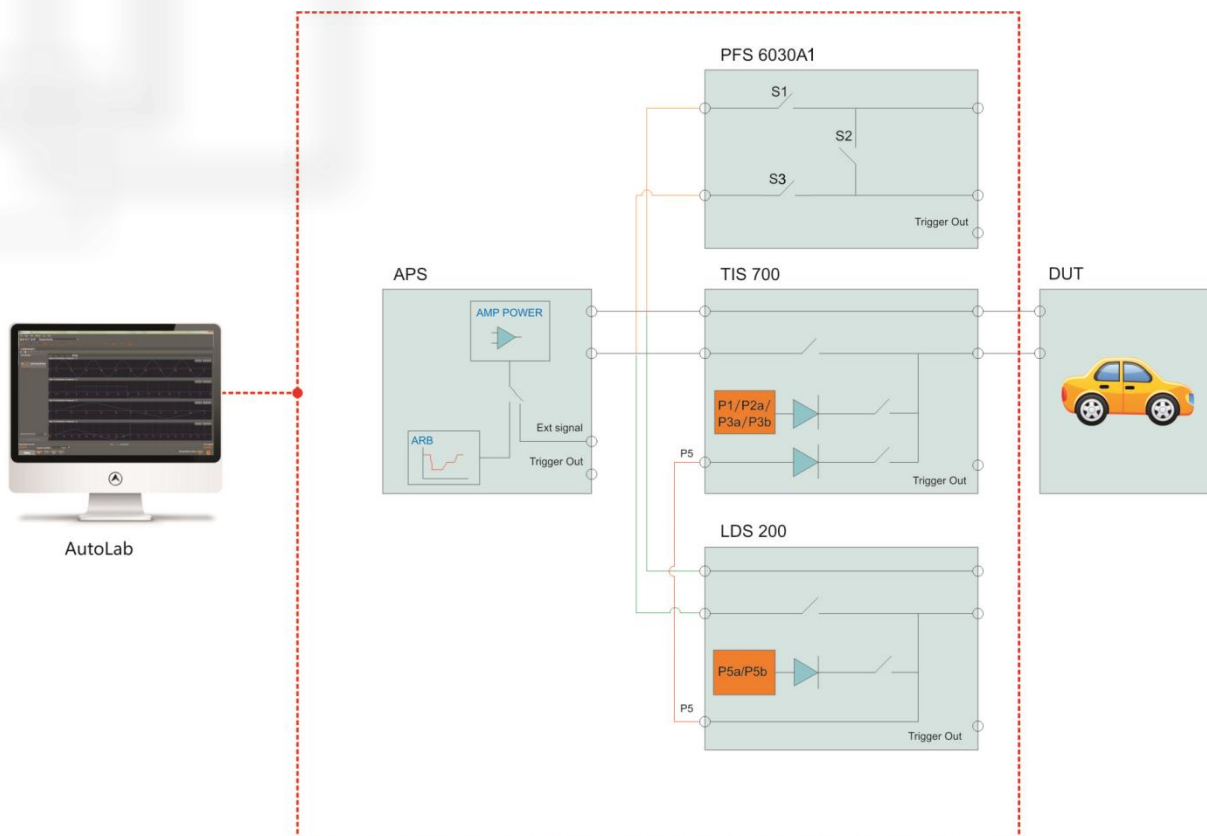 PFS 6030A1
S1
S2
S3
Trigger Out
APS
AMP POWER
Ext signal
ARB
Trigger Out
TIS 700
P1/P2a/
P3a/P3b
P5
Trigger Out
DUT
AutoLab
LDS 200
P5a/P5b
P5
Trigger Out